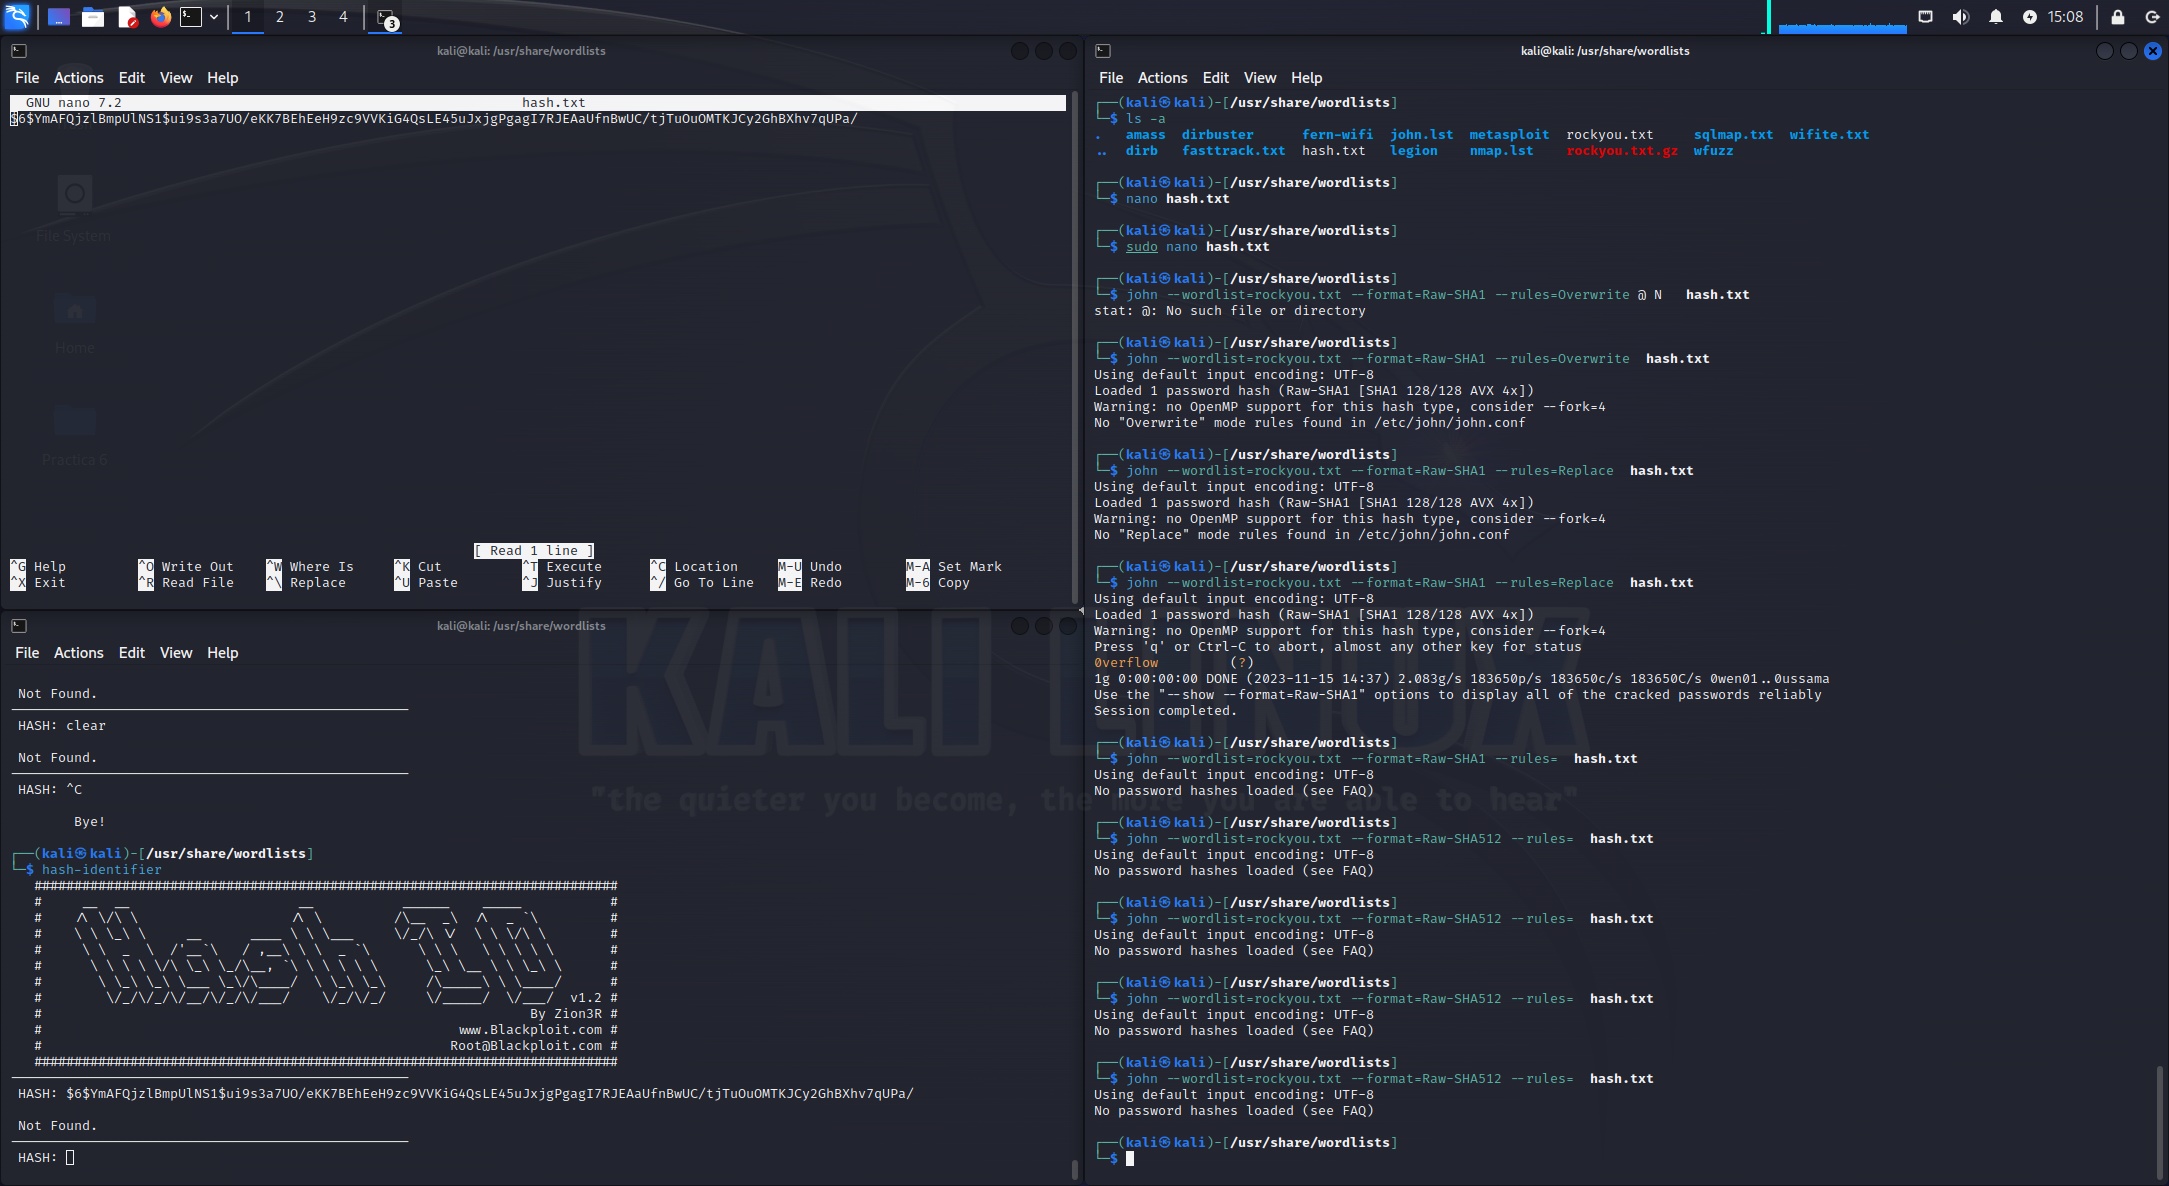 1 2 3 4 3 15:08
kali@kali: /usr/share/wordlists
File Actions Edit View Help
GNU nano 7.2 hash.txt
$6$YmAFQjzlBmpUlNS1$ui9s3a7UO/eKK7BEhEeH9zc9VVKiG4QsLE45uJxjgPgagI7RJEAaUfnBwUC/tjTuOuOMTKJCy2GhBXhv7qUPa/
File System
Home
Practica 6
[ Read 1 line ]
^G Help ^O Write Out ^W Where Is ^K Cut ^T Execute ^C Location M-U Undo M-A Set Mark
^X Exit ^R Read File ^\ Replace ^U Paste ^J Justify ^/ Go To Line M-E Redo M-6 Copy
kali@kali: /usr/share/wordlists
File Actions Edit View Help
Not Found.
HASH: clear
Not Found.
HASH: ^C
Bye!
┌──(kali㉿kali)-[/usr/share/wordlists]
└─$ hash-identifier
v1.2 #
By Zion3R #
www.Blackploit.com #
Root@Blackploit.com #
HASH: $6$YmAFQjzlBmpUlNS1$ui9s3a7UO/eKK7BEhEeH9zc9VVKiG4QsLE45uJxjgPgagI7RJEAaUfnBwUC/tjTuOuOMTKJCy2GhBXhv7qUPa/
Not Found.
HASH:
KALI LINUX
"the quieter you become, the more you are able to hear"
kali@kali: /usr/share/wordlists
File Actions Edit View Help
┌──(kali㉿kali)-[/usr/share/wordlists]
└─$ ls -a
. amass dirbuster fern-wifi john.lst metasploit rockyou.txt sqlmap.txt wifite.txt
.. dirb fasttrack.txt hash.txt legion nmap.lst rockyou.txt.gz wfuzz
┌──(kali㉿kali)-[/usr/share/wordlists]
└─$ nano hash.txt
┌──(kali㉿kali)-[/usr/share/wordlists]
└─$ sudo nano hash.txt
┌──(kali㉿kali)-[/usr/share/wordlists]
└─$ john --wordlist=rockyou.txt --format=Raw-SHA1 --rules=Overwrite @ N hash.txt
stat: @: No such file or directory
┌──(kali㉿kali)-[/usr/share/wordlists]
└─$ john --wordlist=rockyou.txt --format=Raw-SHA1 --rules=Overwrite hash.txt
Using default input encoding: UTF-8
Loaded 1 password hash (Raw-SHA1 [SHA1 128/128 AVX 4x])
Warning: no OpenMP support for this hash type, consider --fork=4
No "Overwrite" mode rules found in /etc/john/john.conf
┌──(kali㉿kali)-[/usr/share/wordlists]
└─$ john --wordlist=rockyou.txt --format=Raw-SHA1 --rules=Replace hash.txt
Using default input encoding: UTF-8
Loaded 1 password hash (Raw-SHA1 [SHA1 128/128 AVX 4x])
Warning: no OpenMP support for this hash type, consider --fork=4
No "Replace" mode rules found in /etc/john/john.conf
┌──(kali㉿kali)-[/usr/share/wordlists]
└─$ john --wordlist=rockyou.txt --format=Raw-SHA1 --rules=Replace hash.txt
Using default input encoding: UTF-8
Loaded 1 password hash (Raw-SHA1 [SHA1 128/128 AVX 4x])
Warning: no OpenMP support for this hash type, consider --fork=4
Press 'q' or Ctrl-C to abort, almost any other key for status
0verflow (?)
1g 0:00:00:00 DONE (2023-11-15 14:37) 2.083g/s 183650p/s 183650c/s 183650C/s 0wen01..0ussama
Use the "--show --format=Raw-SHA1" options to display all of the cracked passwords reliably
Session completed.
┌──(kali㉿kali)-[/usr/share/wordlists]
└─$ john --wordlist=rockyou.txt --format=Raw-SHA1 --rules= hash.txt
Using default input encoding: UTF-8
No password hashes loaded (see FAQ)
┌──(kali㉿kali)-[/usr/share/wordlists]
└─$ john --wordlist=rockyou.txt --format=Raw-SHA512 --rules= hash.txt
Using default input encoding: UTF-8
No password hashes loaded (see FAQ)
┌──(kali㉿kali)-[/usr/share/wordlists]
└─$ john --wordlist=rockyou.txt --format=Raw-SHA512 --rules= hash.txt
Using default input encoding: UTF-8
No password hashes loaded (see FAQ)
┌──(kali㉿kali)-[/usr/share/wordlists]
└─$ john --wordlist=rockyou.txt --format=Raw-SHA512 --rules= hash.txt
Using default input encoding: UTF-8
No password hashes loaded (see FAQ)
┌──(kali㉿kali)-[/usr/share/wordlists]
└─$ john --wordlist=rockyou.txt --format=Raw-SHA512 --rules= hash.txt
Using default input encoding: UTF-8
No password hashes loaded (see FAQ)
┌──(kali㉿kali)-[/usr/share/wordlists]
└─$